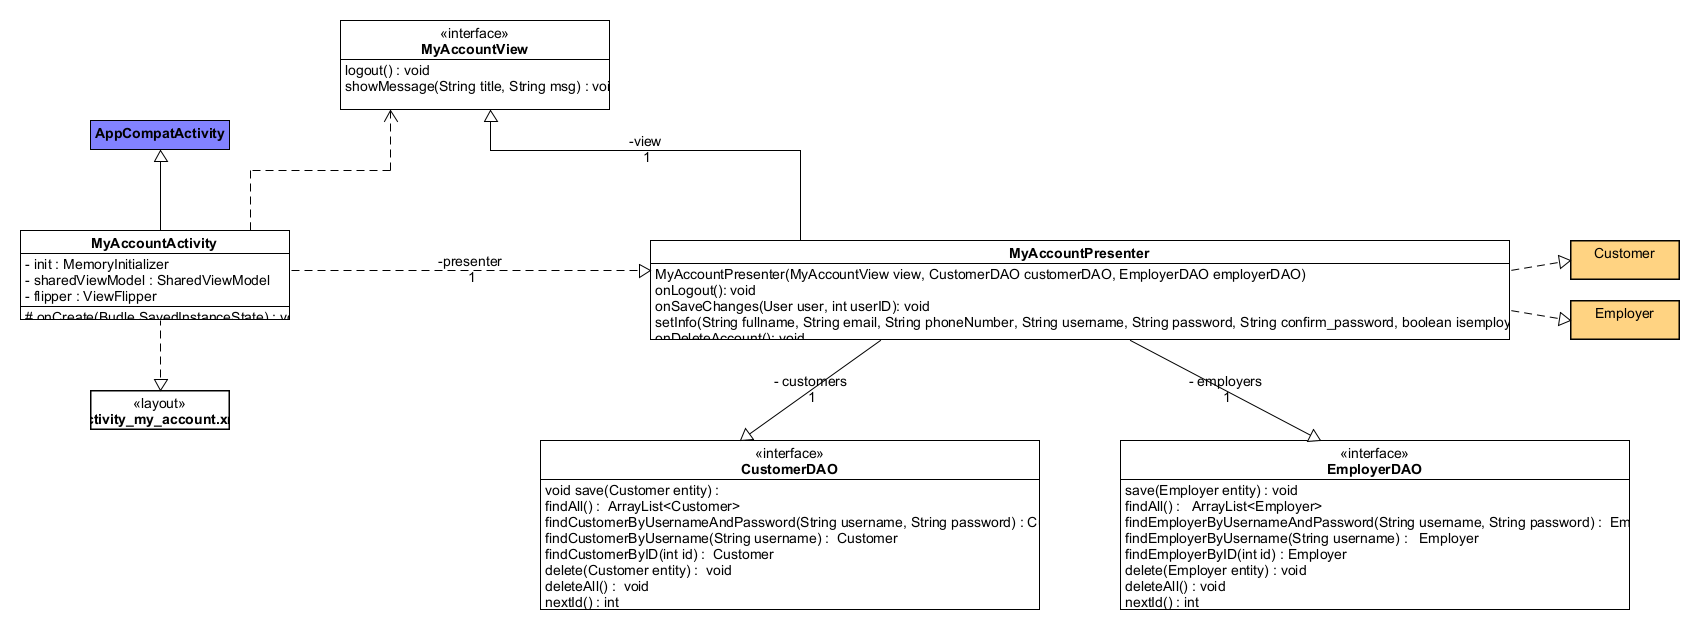 «interface»
MyAccountView
logout() : void
showMessage(String title, String msg) : voi
AppCompatActivity
-view
1
MyAccountActivity
- init : MemoryInitializer
- sharedViewModel : SharedViewModel
- flipper : ViewFlipper
# onCreate(Budle SavedInstanceState) : v
-presenter
1
MyAccountPresenter
MyAccountPresenter(MyAccountView view, CustomerDAO customerDAO, EmployerDAO employerDAO)
onLogout(): void
onSaveChanges(User user, int userID): void
setInfo(String fullname, String email, String phoneNumber, String username, String password, String confirm_password, boolean isemploy
onDeleteAccount(): void
Customer
Employer
«layout»
ctivity_my_account.x
- customers
1
- employers
1
«interface»
CustomerDAO
void save(Customer entity) :
findAll() : ArrayList<Customer>
findCustomerByUsernameAndPassword(String username, String password) : C
findCustomerByUsername(String username) : Customer
findCustomerByID(int id) : Customer
delete(Customer entity) : void
deleteAll() : void
nextId() : int
«interface»
EmployerDAO
save(Employer entity) : void
findAll() : ArrayList<Employer>
findEmployerByUsernameAndPassword(String username, String password) : Em
findEmployerByUsername(String username) : Employer
findEmployerByID(int id) : Employer
delete(Employer entity) : void
deleteAll() : void
nextId() : int